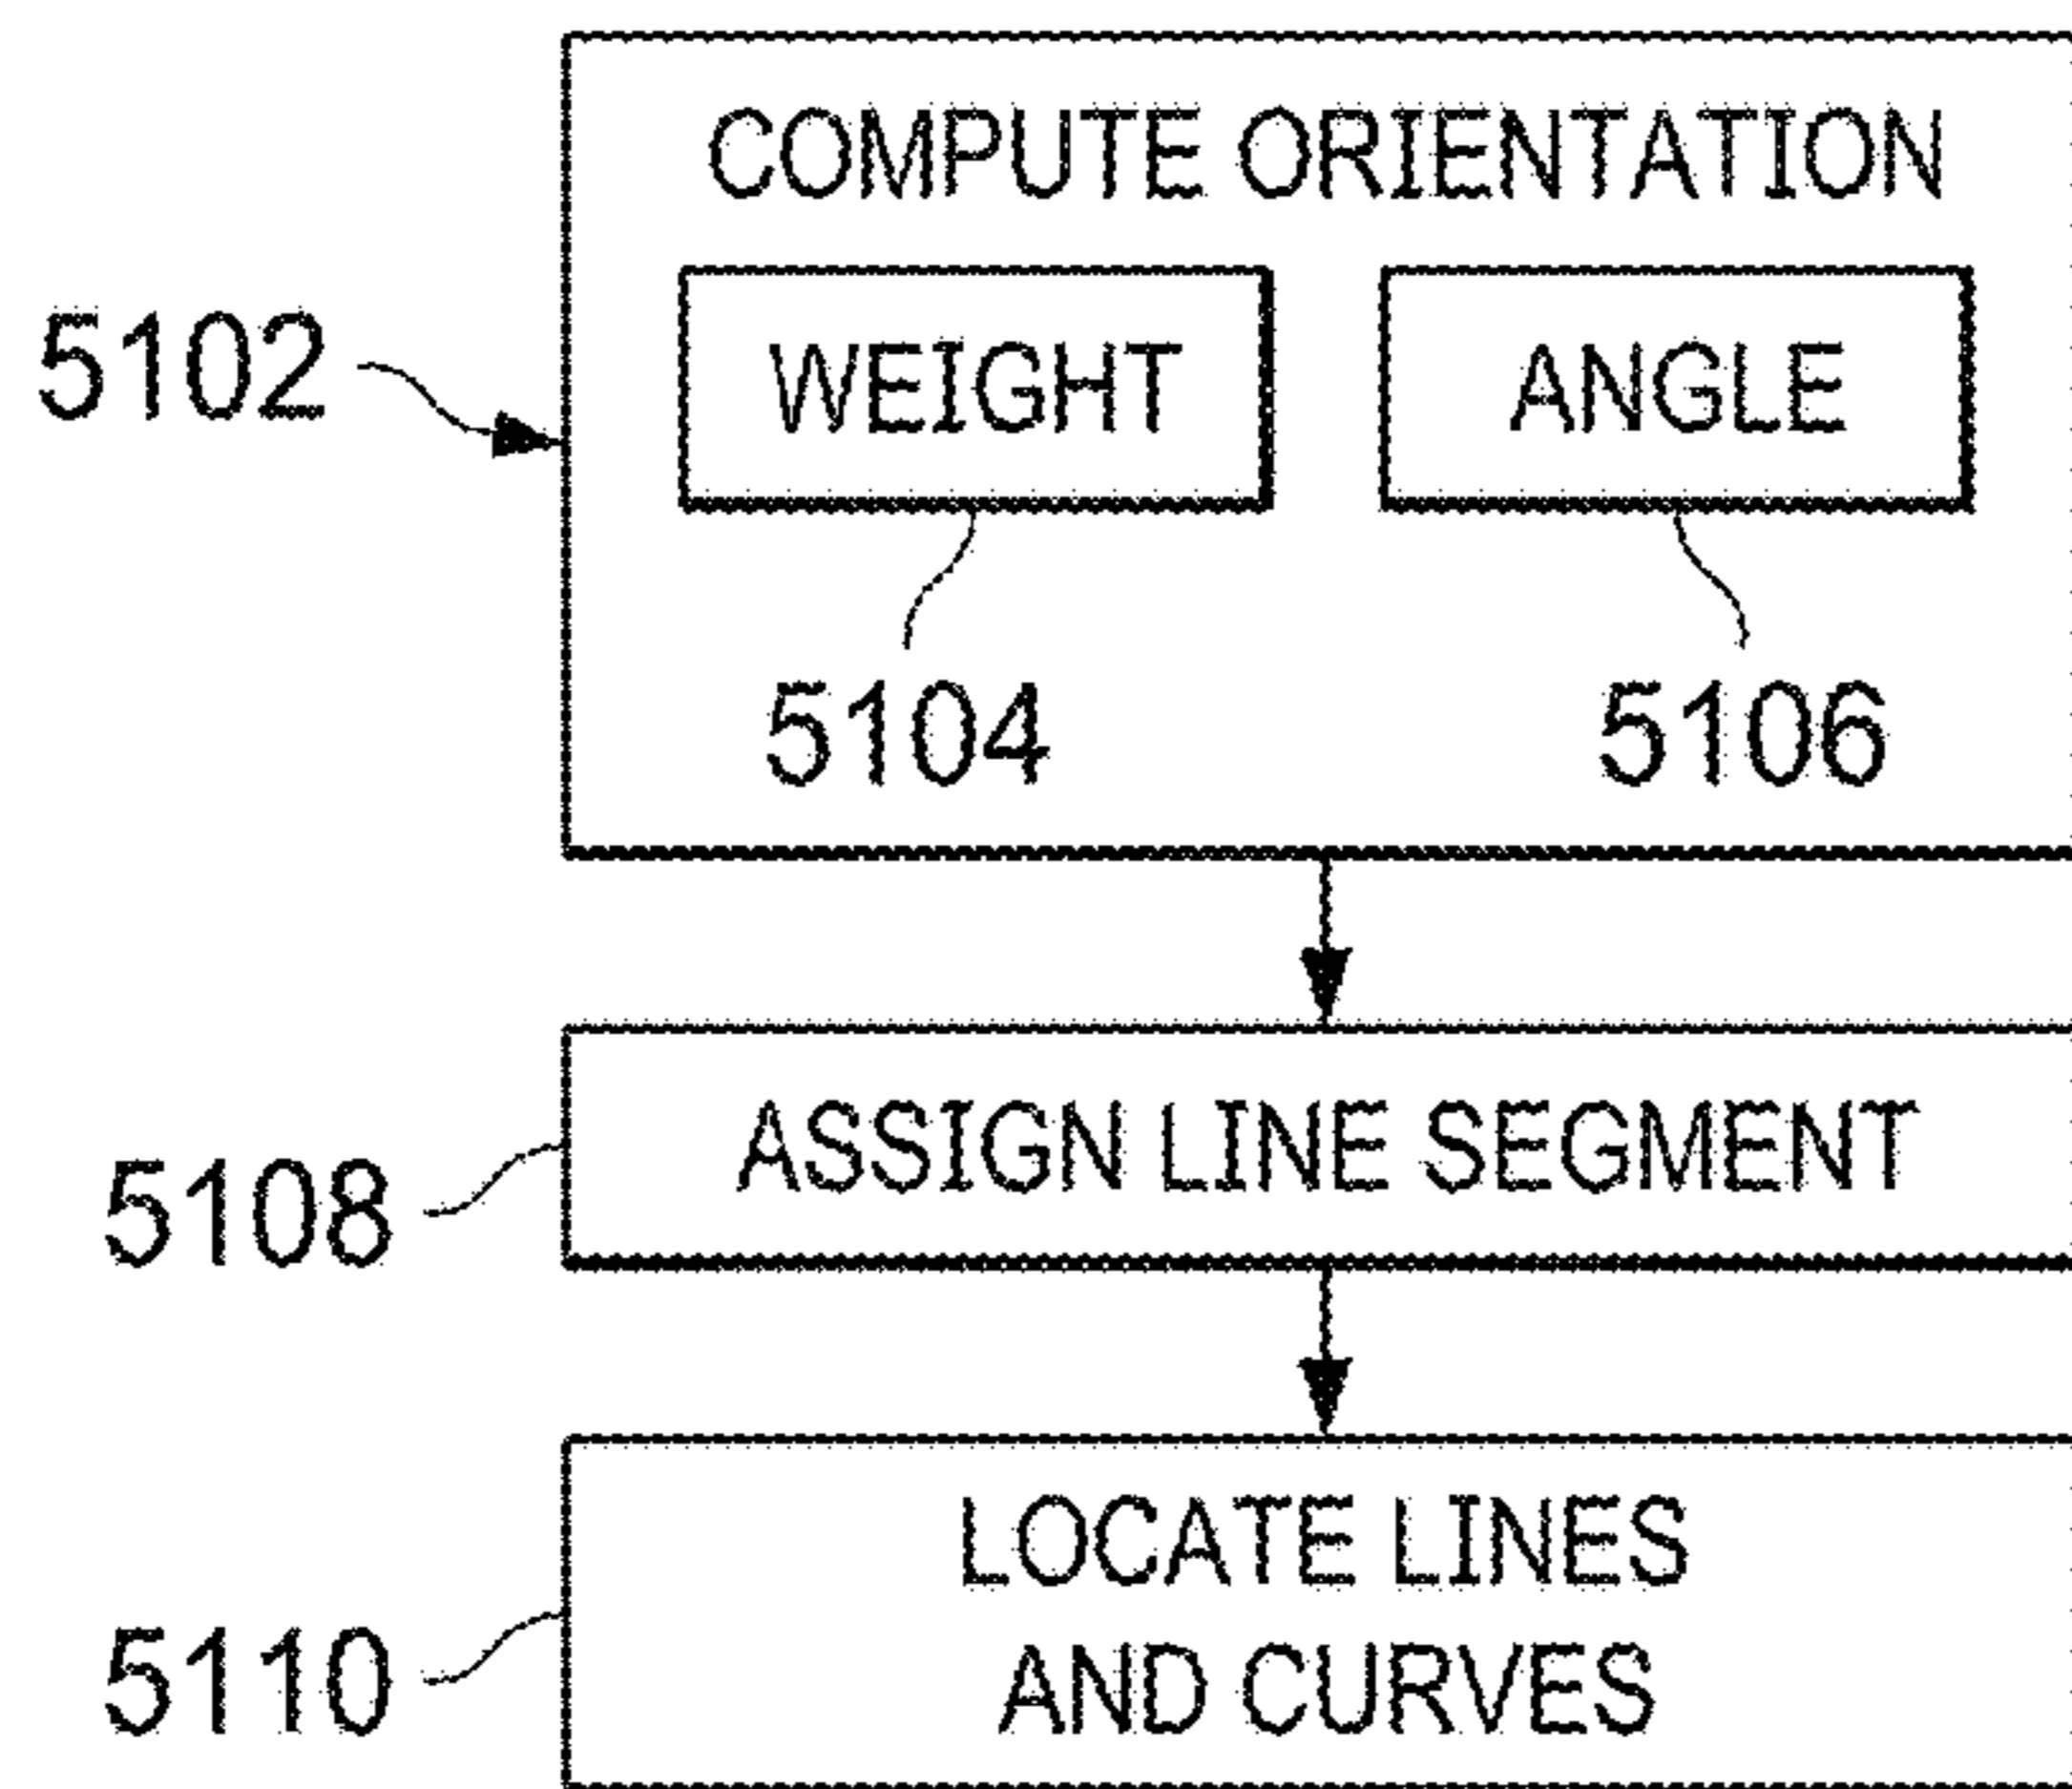 COMPUTE ORIENTATION
5102
WEIGHT
ANGLE
5104
5106
ASSIGN LINE SEGMENT
5108
LOCATE LINES
AND CURVES
5110